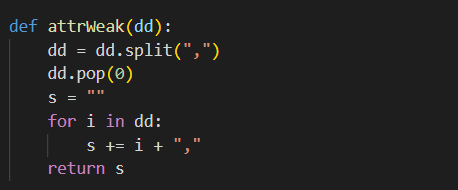 def attrWeak(dd):
    dd = dd.split(",")
    dd.pop(0)
    s = ""
    for i in dd:
        s += i + ","
    return s